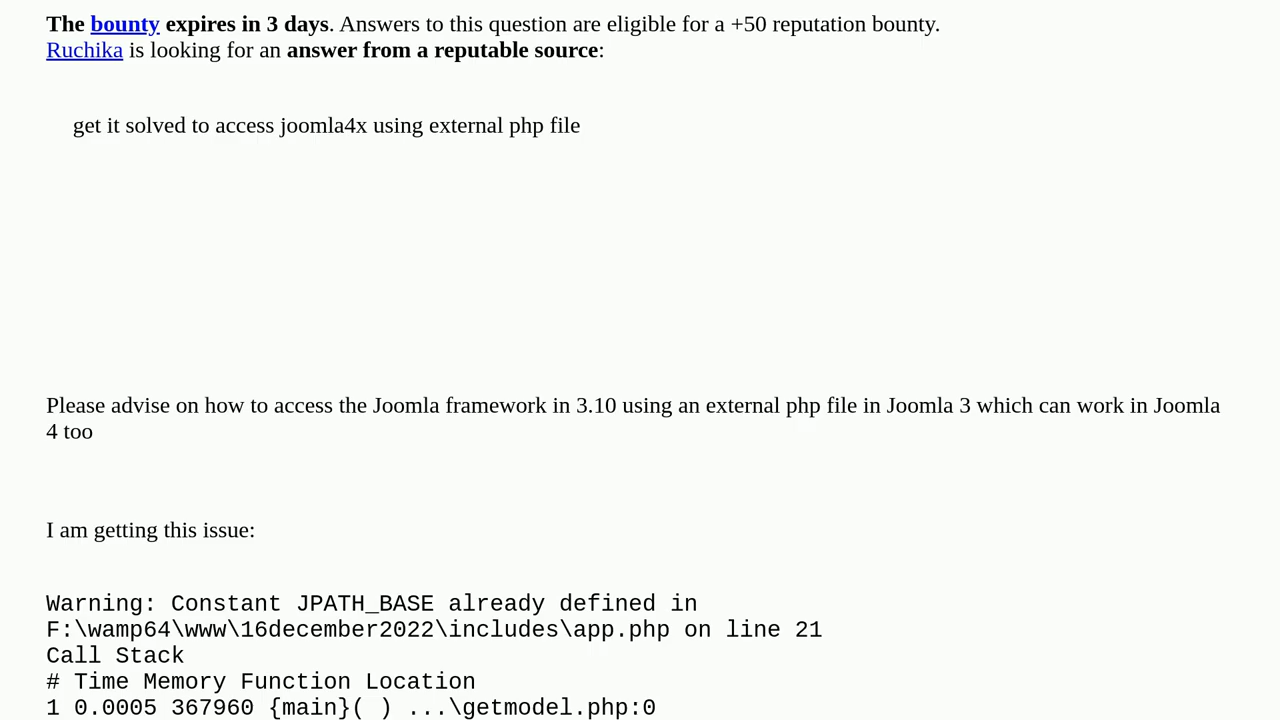 The bounty expires in 3 days. Answers to this question are eligible for a +50 reputation bounty.
Ruchika is looking for an answer from a reputable source:
get it solved to access joomla4x using external php file
Please advise on how to access the Joomla framework in 3.10 using an external php file in Joomla 3 which can work in Joomla
4 too
I am getting this issue:
Warning: Constant JPATH_BASE already defined in
F:\wamp64\www\16december2022\includes\app.php on line 21
Call Stack
# Time Memory Function Location
1 0.0005 367960 {main}( ) ...\getmodel.php:0